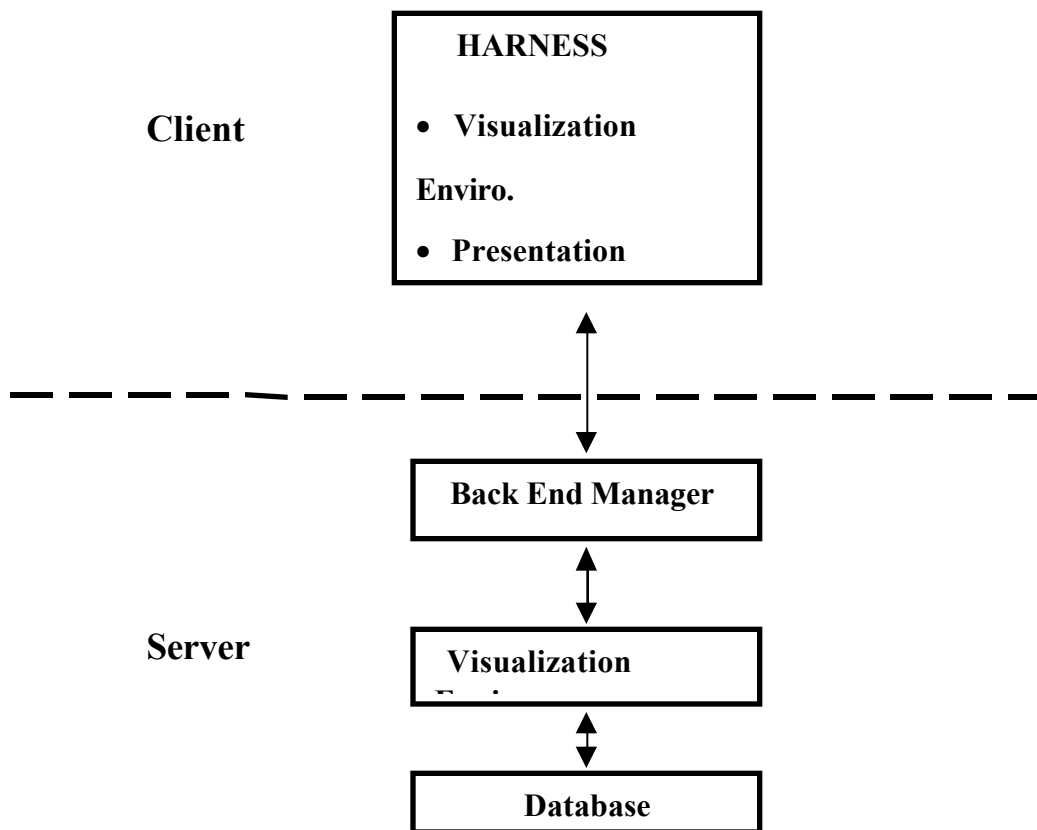 HARNESS
Client
• Visualization
Enviro.
• Presentation
Back End Manager
Server
Visualization
Database